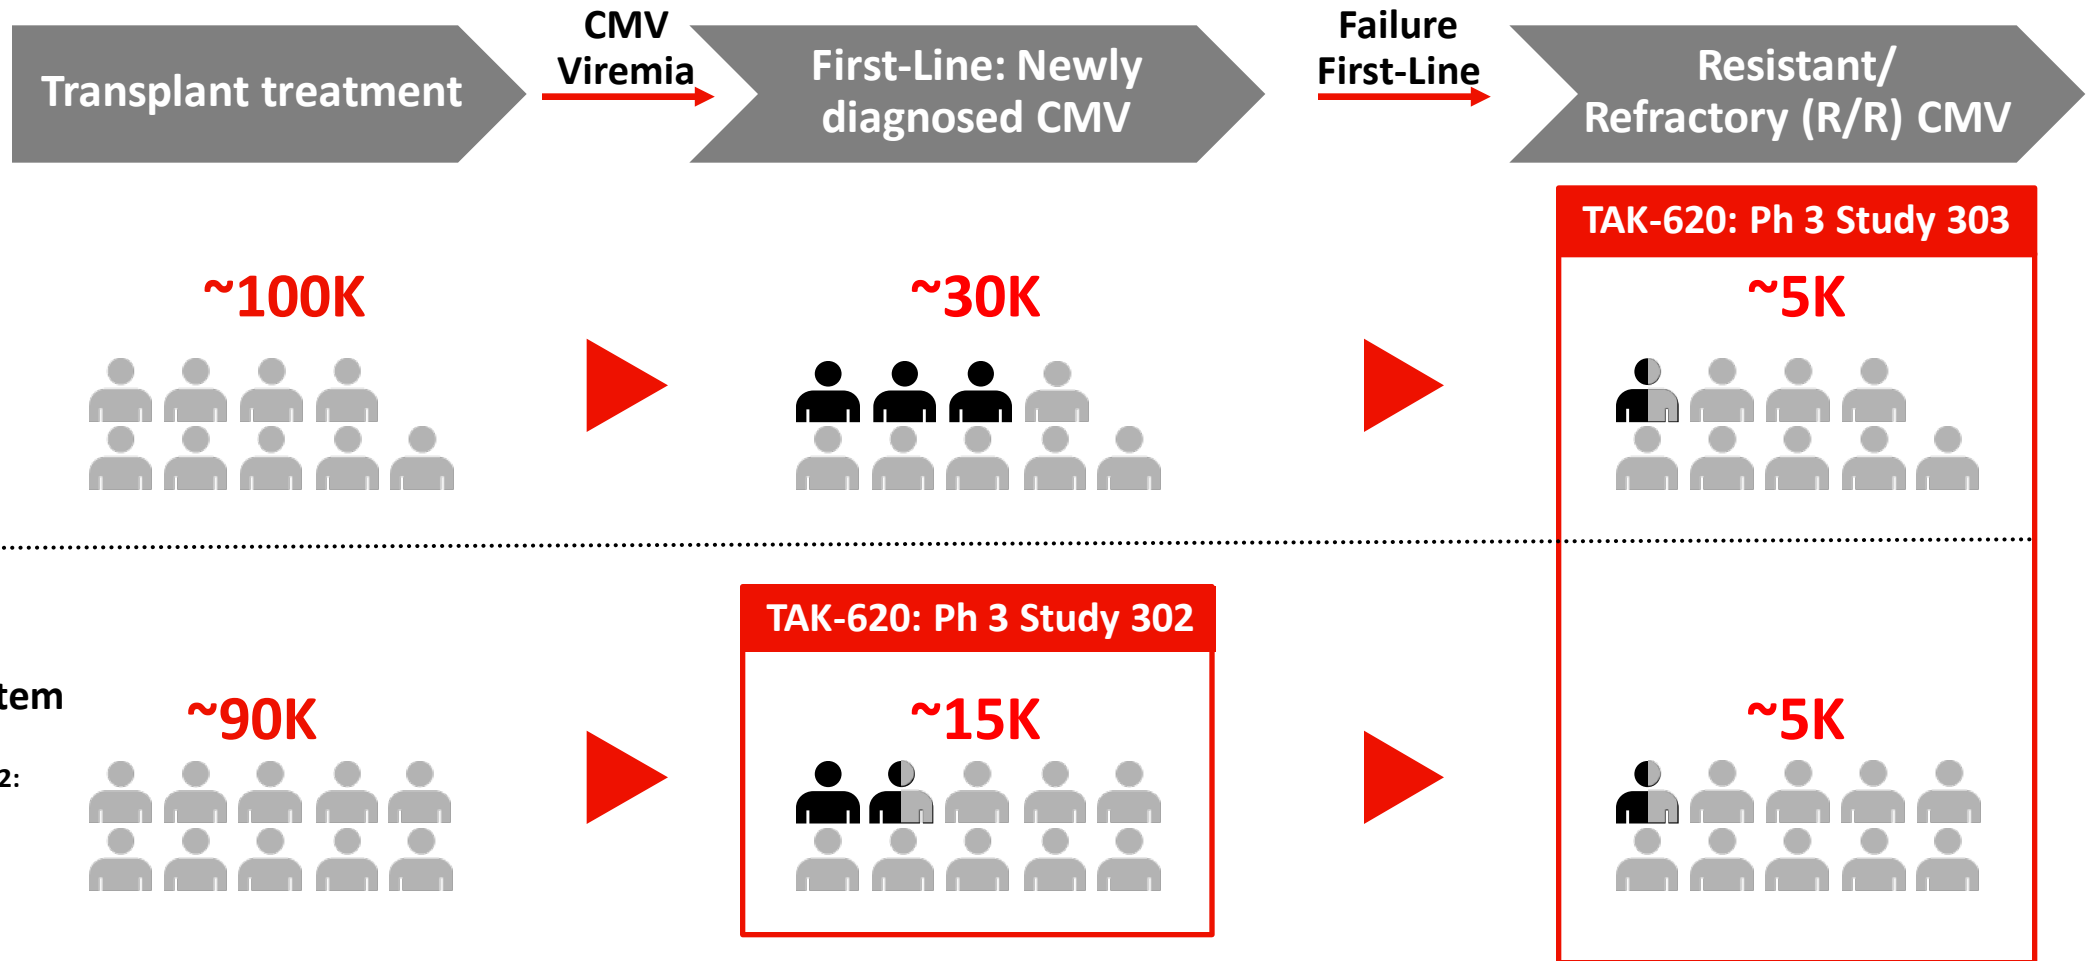 Transplant treatment
CMV
Viremia
First-Line: Newly
diagnosed CMV
Failure
First-Line
Resistant/
Refractory (R/R) CMV
TAK-620: Ph 3 Study 303
~100K
~30K
~5K
TAK-620: Ph 3 Study 302
tem
2:
~90K
~15K
~5K